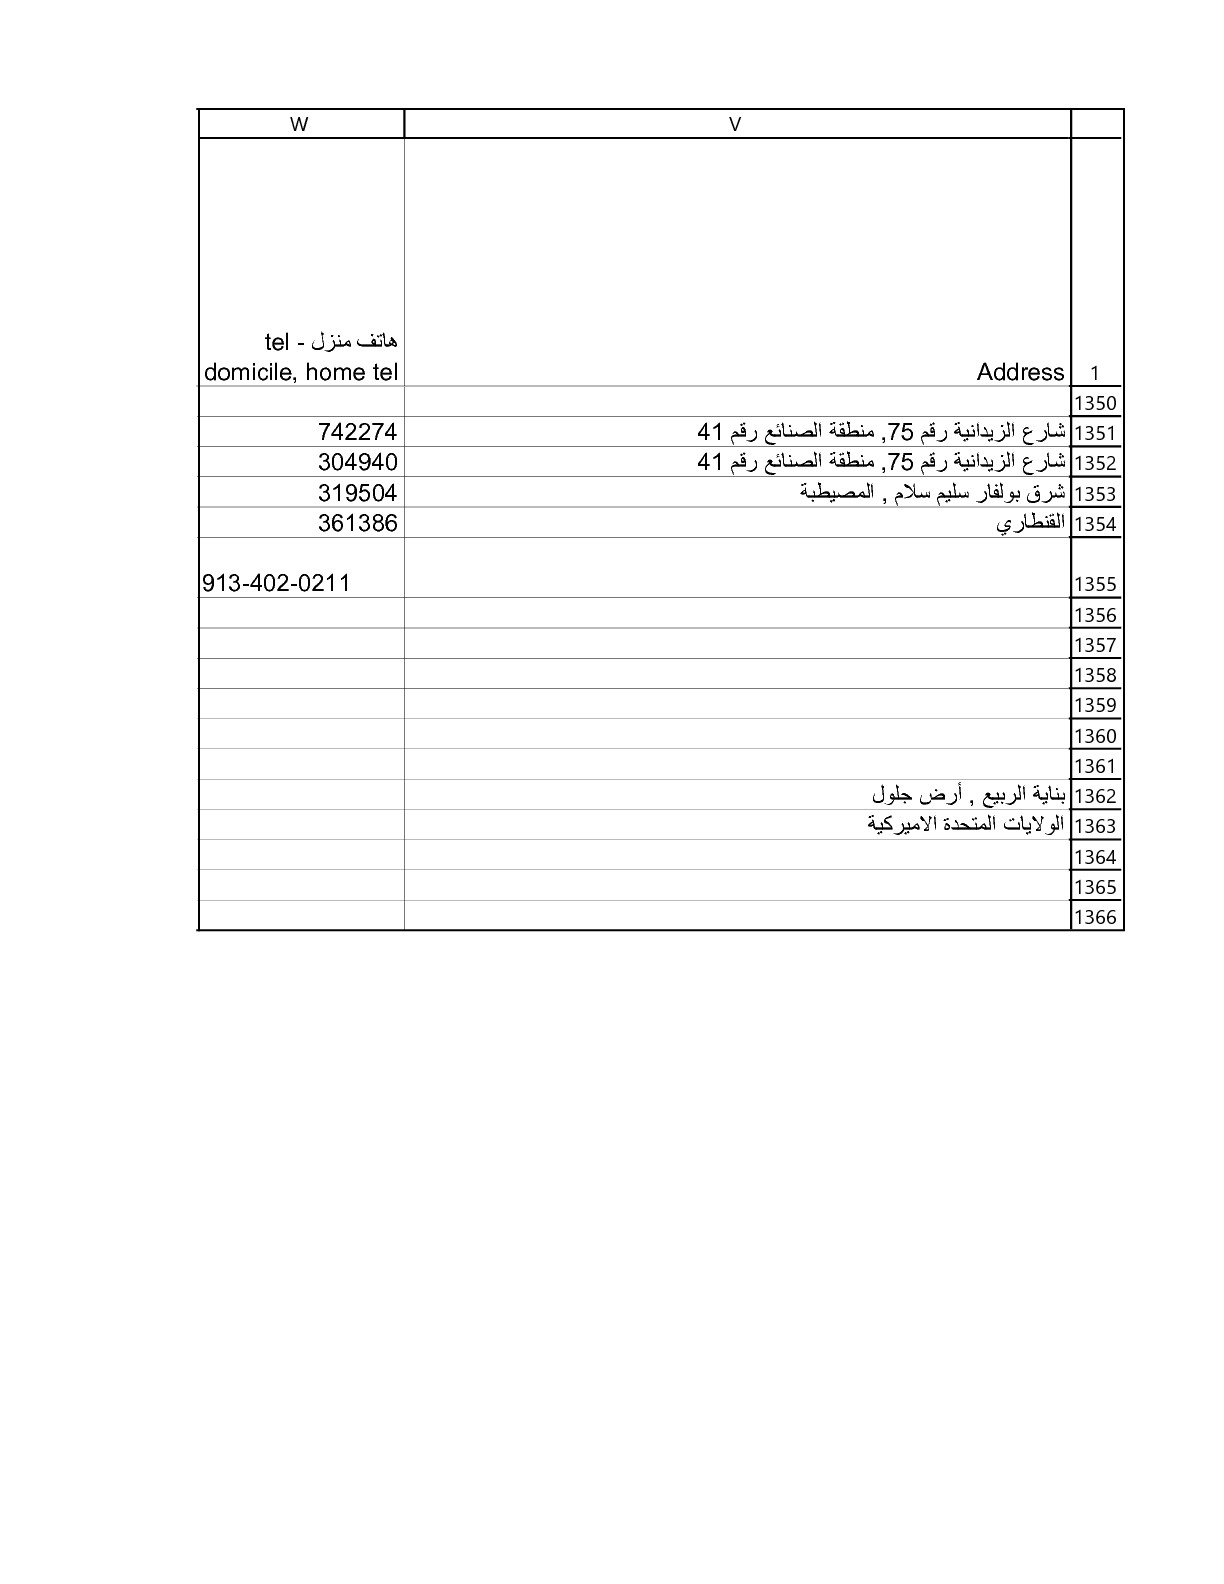 V W
1 Address هاتف منزل - tel
domicile, home tel
1350
1351 شارع الزيدانية رقم 75, منطقة الصنائع رقم 41 742274
1352 شارع الزيدانية رقم 75, منطقة الصنائع رقم 41 304940
1353 شرق بولفار سليم سلام , المصيطبة 319504
1354 القنطاري 361386
1355 913-402-0211
1356
1357
1358
1359
1360
1361
1362 بناية الربيع , أرض جلول
1363 الولايات المتحدة الاميركية
1364
1365
1366